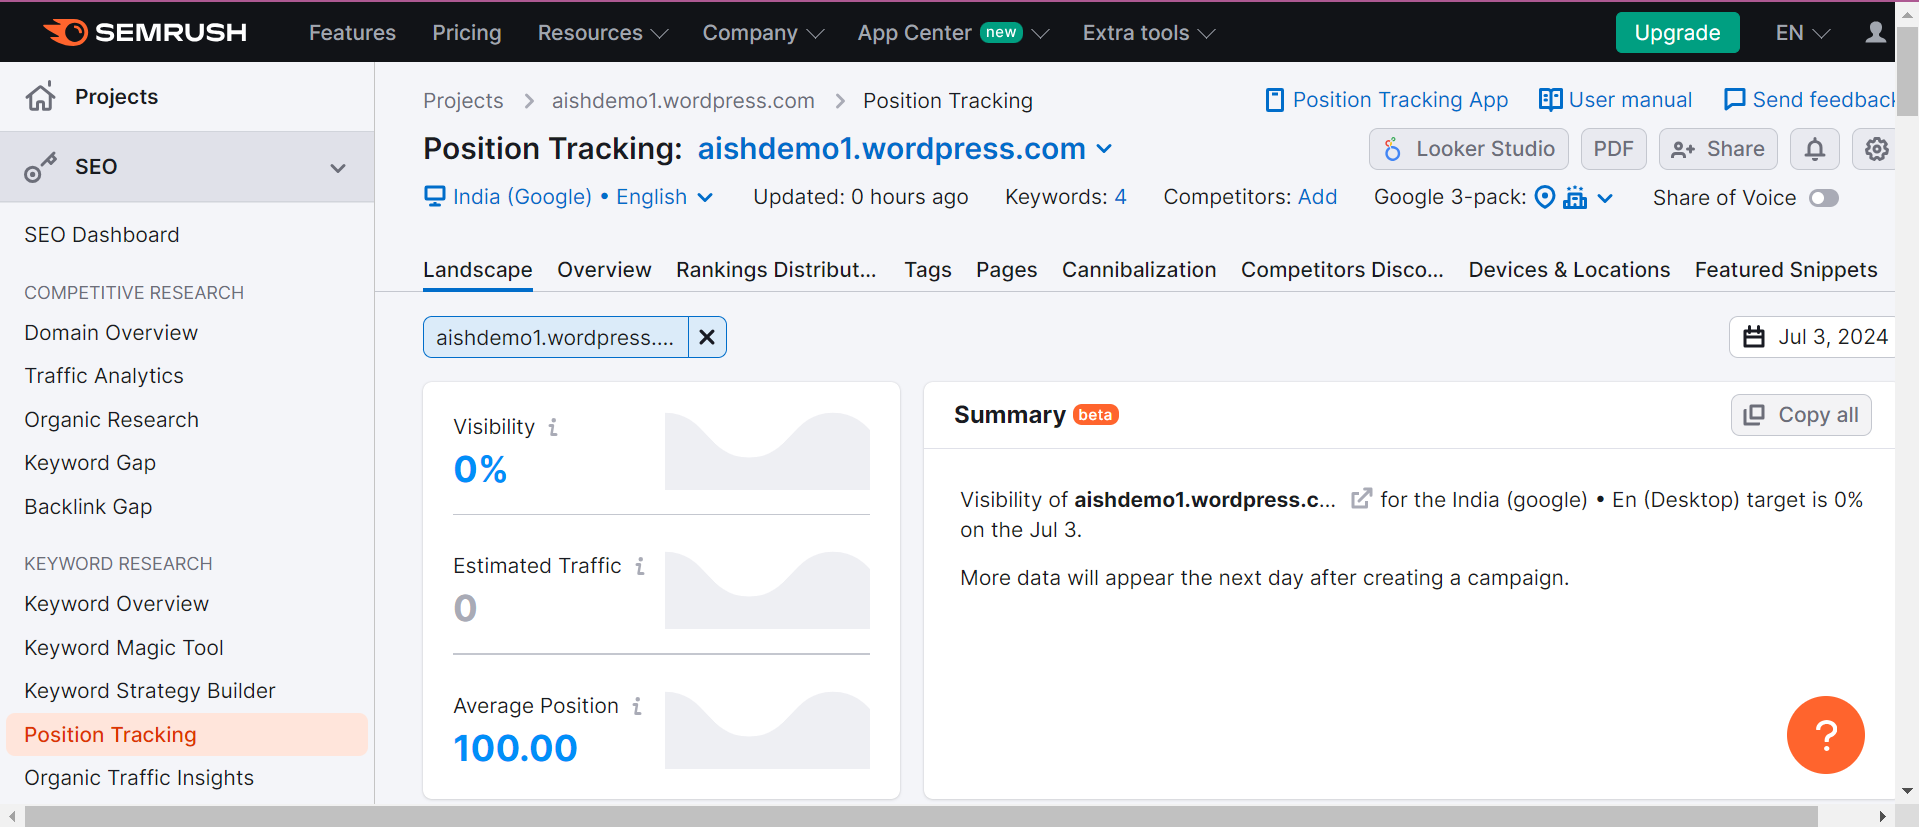 SEMRUSH Features Pricing Resources Company App Center new Extra tools Upgrade EN
Projects
SEO
SEO Dashboard
COMPETITIVE RESEARCH
Domain Overview
Traffic Analytics
Organic Research
Keyword Gap
Backlink Gap
KEYWORD RESEARCH
Keyword Overview
Keyword Magic Tool
Keyword Strategy Builder
Position Tracking
Organic Traffic Insights
Projects > aishdemo1.wordpress.com > Position Tracking
Position Tracking App User manual Send feedback
Position Tracking: aishdemo1.wordpress.com
Looker Studio PDF Share
India (Google) • English Updated: 0 hours ago Keywords: 4 Competitors: Add Google 3-pack: Share of Voice
Landscape Overview Rankings Distribut... Tags Pages Cannibalization Competitors Disco... Devices & Locations Featured Snippets
aishdemo1.wordpress....
Jul 3, 2024
Visibility i
0%
Estimated Traffic i
0
Average Position i
100.00
Summary beta
Copy all
Visibility of aishdemo1.wordpress.c... for the India (google) • En (Desktop) target is 0%
on the Jul 3.
More data will appear the next day after creating a campaign.
?